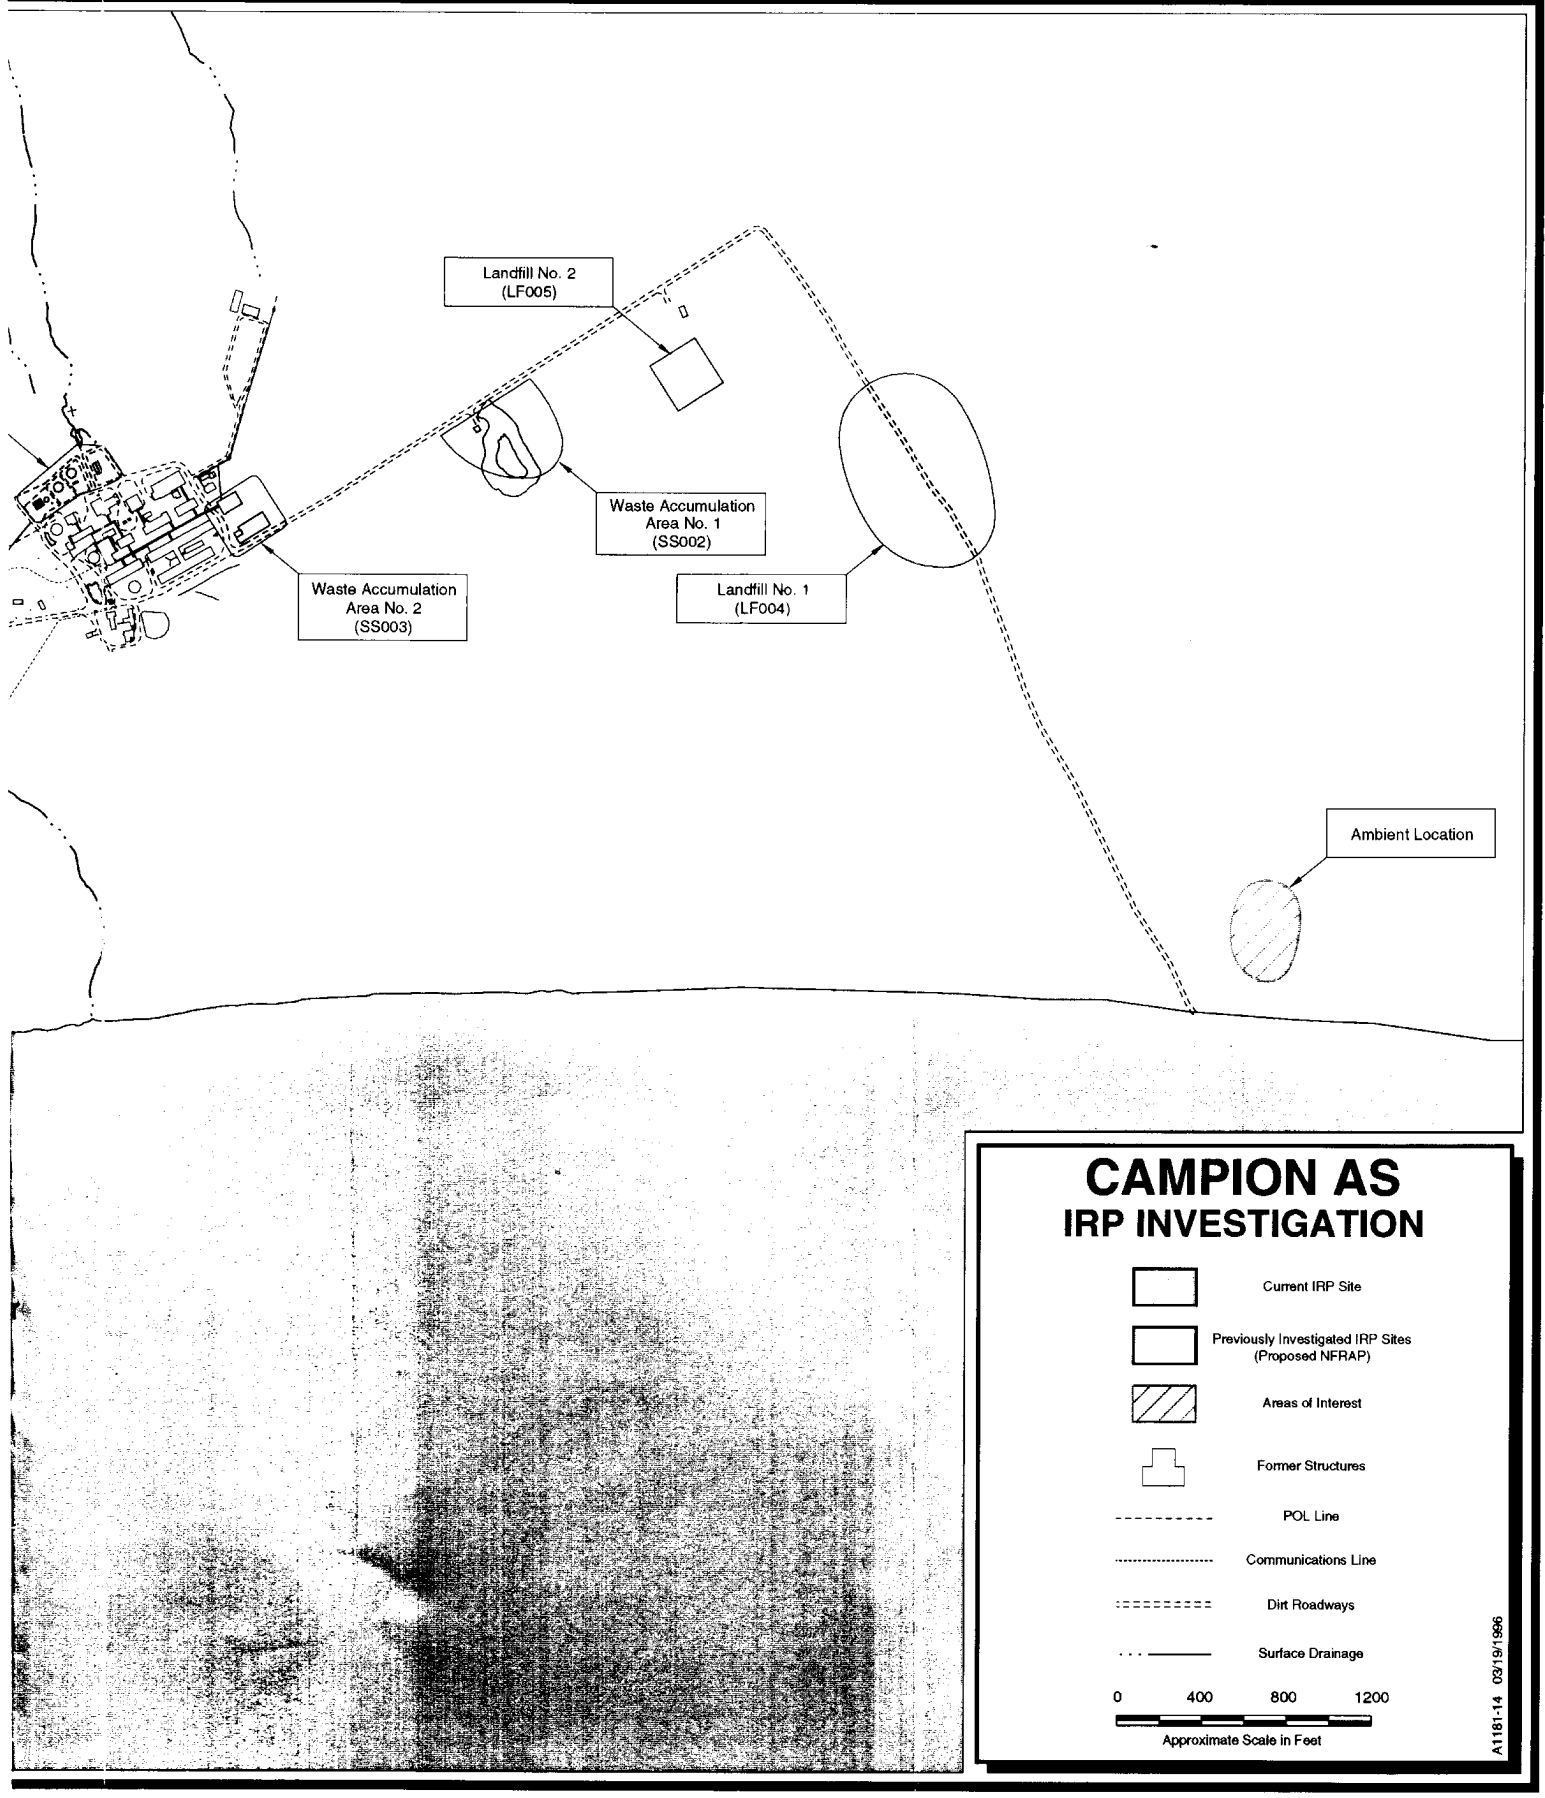 Landfill No. 2
(LF005)
Waste Accumulation
Area No. 1
(SS002)
Waste Accumulation
Area No. 2
(SS003)
Landfill No. 1
(LF004)
Ambient Location
CAMPION AS
IRP INVESTIGATION
Current IRP Site
Previously Investigated IRP Sites
(Proposed NFRAP)
Areas of Interest
Former Structures
POL Line
Communications Line
Dirt Roadways
Surface Drainage
0 400 800 1200
Approximate Scale in Feet
A1181-14 03/19/1996